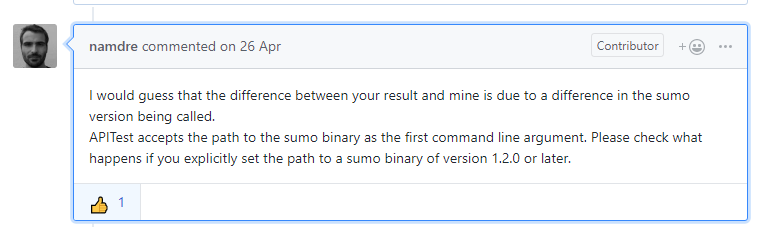 namdre commented on 26 Apr
Contributor
I would guess that the difference between your result and mine is due to a difference in the sumo
version being called.
APITest accepts the path to the sumo binary as the first command line argument. Please check what
happens if you explicitly set the path to a sumo binary of version 1.2.0 or later.
1